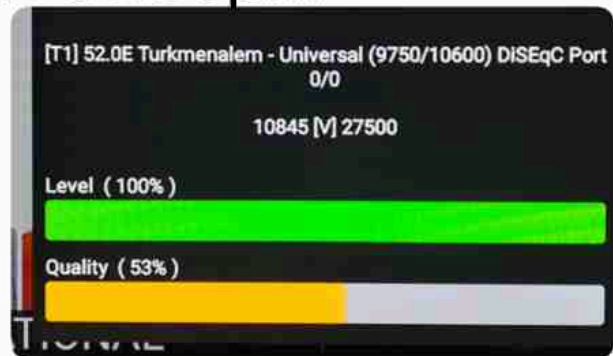 [T1] 52.0E Turkmenalem - Universal (9750/10600) DiSEqC Port
0/0
10845 [V] 27500
Level ( 100% )
Quality ( 53% )